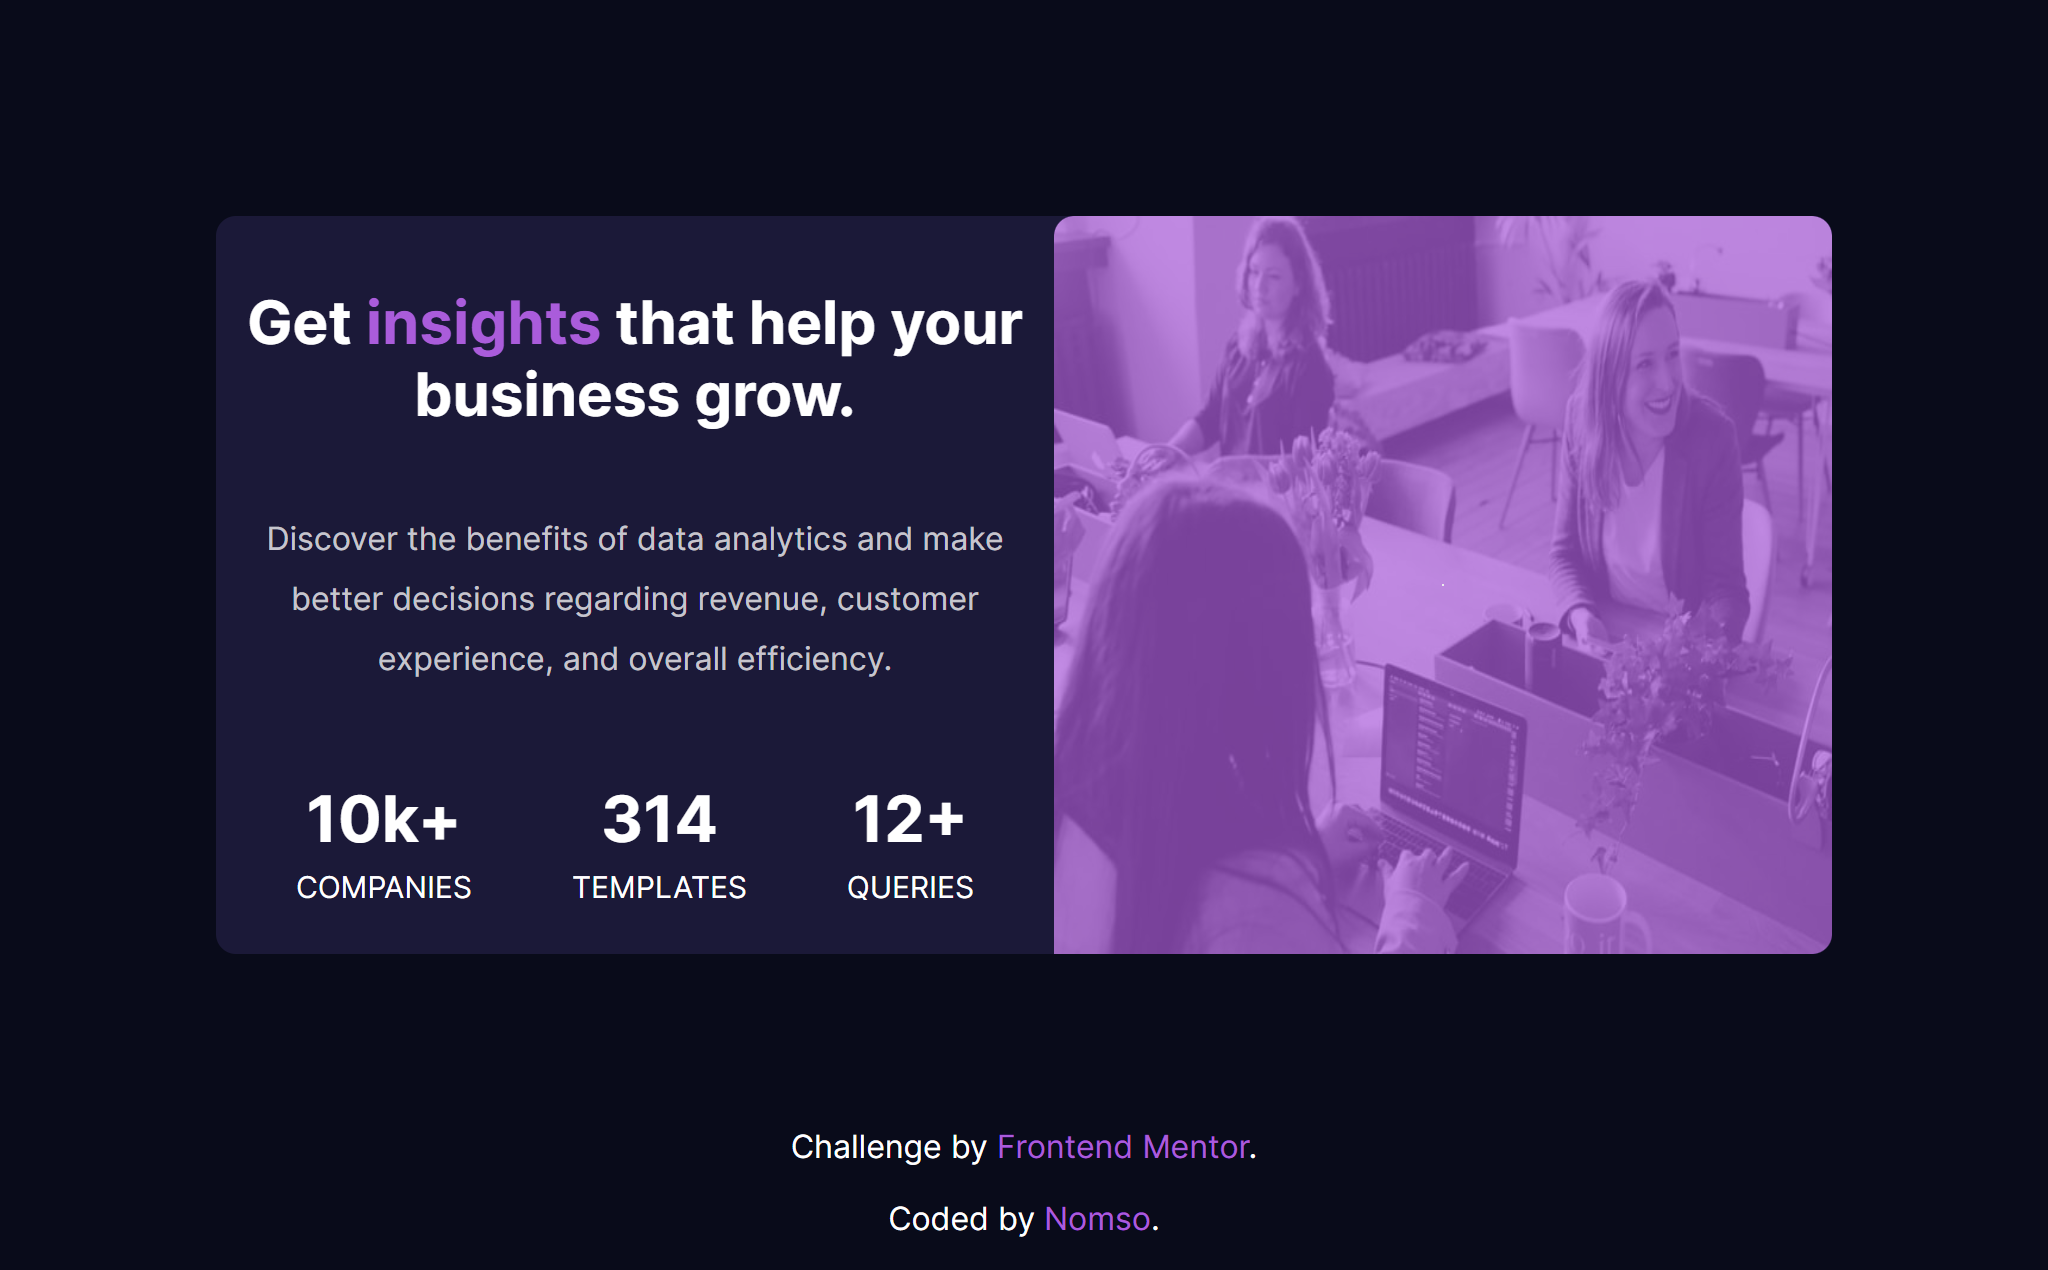 Get insights that help your
business grow.
Discover the benefits of data analytics and make
better decisions regarding revenue, customer
experience, and overall efficiency.
10k+ 314 12+
COMPANIES TEMPLATES QUERIES
Challenge by Frontend Mentor.
Coded by Nomso.